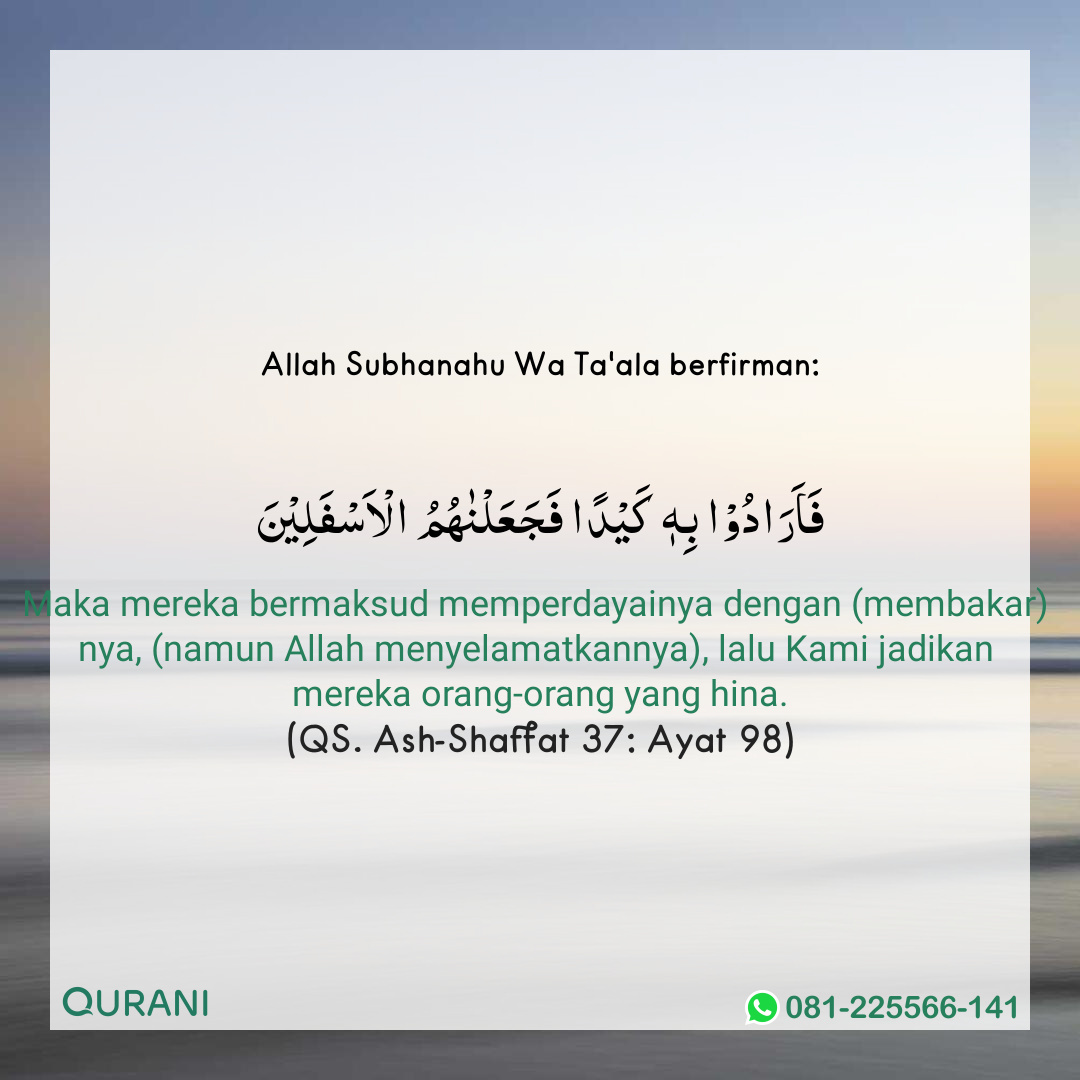 Allah Subhanahu Wa Ta'ala berfirman:
فَاَرَادُوْا بِهٖ كَيْدًا فَجَعَلْنٰهُمُ الْاَسْفَلِيْنَ
Maka mereka bermaksud memperdayainya dengan (membakar)
nya, (namun Allah menyelamatkannya), lalu Kami jadikan
mereka orang-orang yang hina.
(QS. Ash-Shaffat 37: Ayat 98)
QURANI
081-225566-141